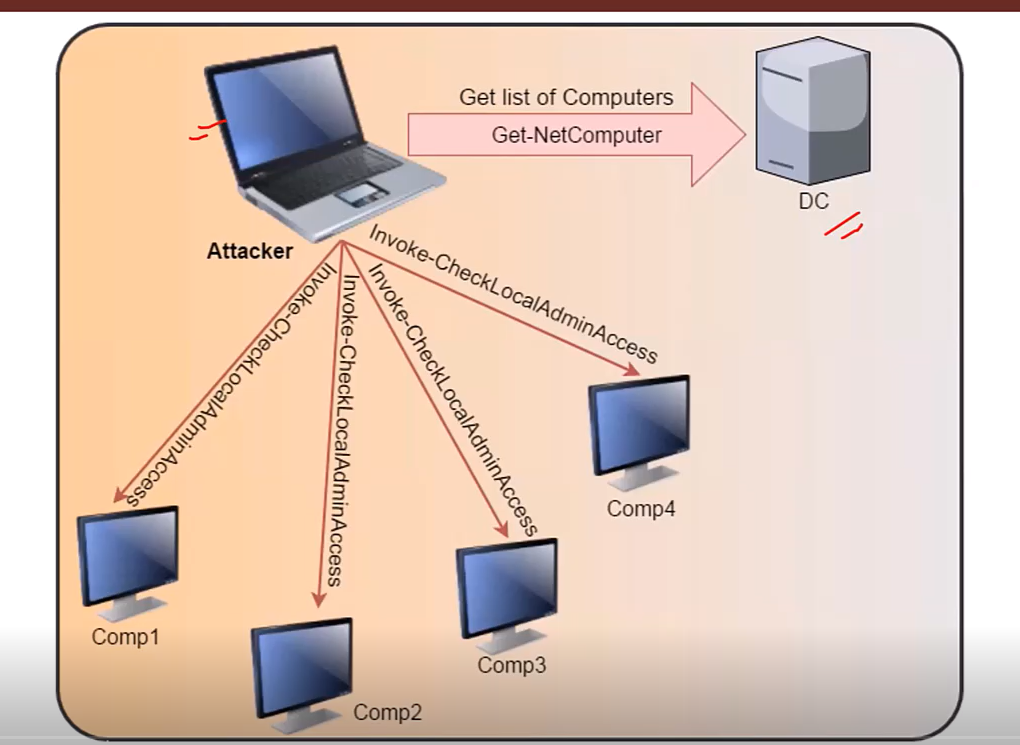 Get list of Computers
Get-NetComputer
DC
Attacker
Invoke-CheckLocalAdminAccess
Invoke-CheckLocalAdminAccess
Invoke-CheckLocalAdminAccess
Invoke-CheckLocalAdminAccess
Comp1
Comp2
Comp3
Comp4